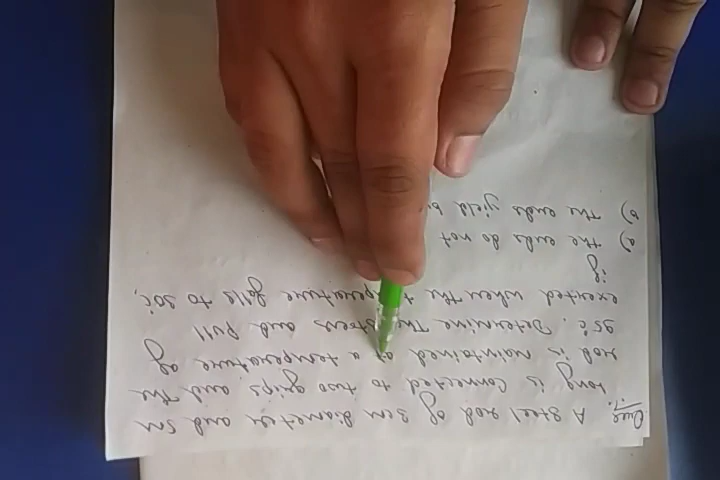 Que:1 A steel rod of 3cm diameter and 5m
long is connected to two grips and the
rod is maintained a temperature of
95°c. Determine The stress and pull
exerted when the temperature falls to 30°c,
if
a) the ends do not
b) The ends yield by